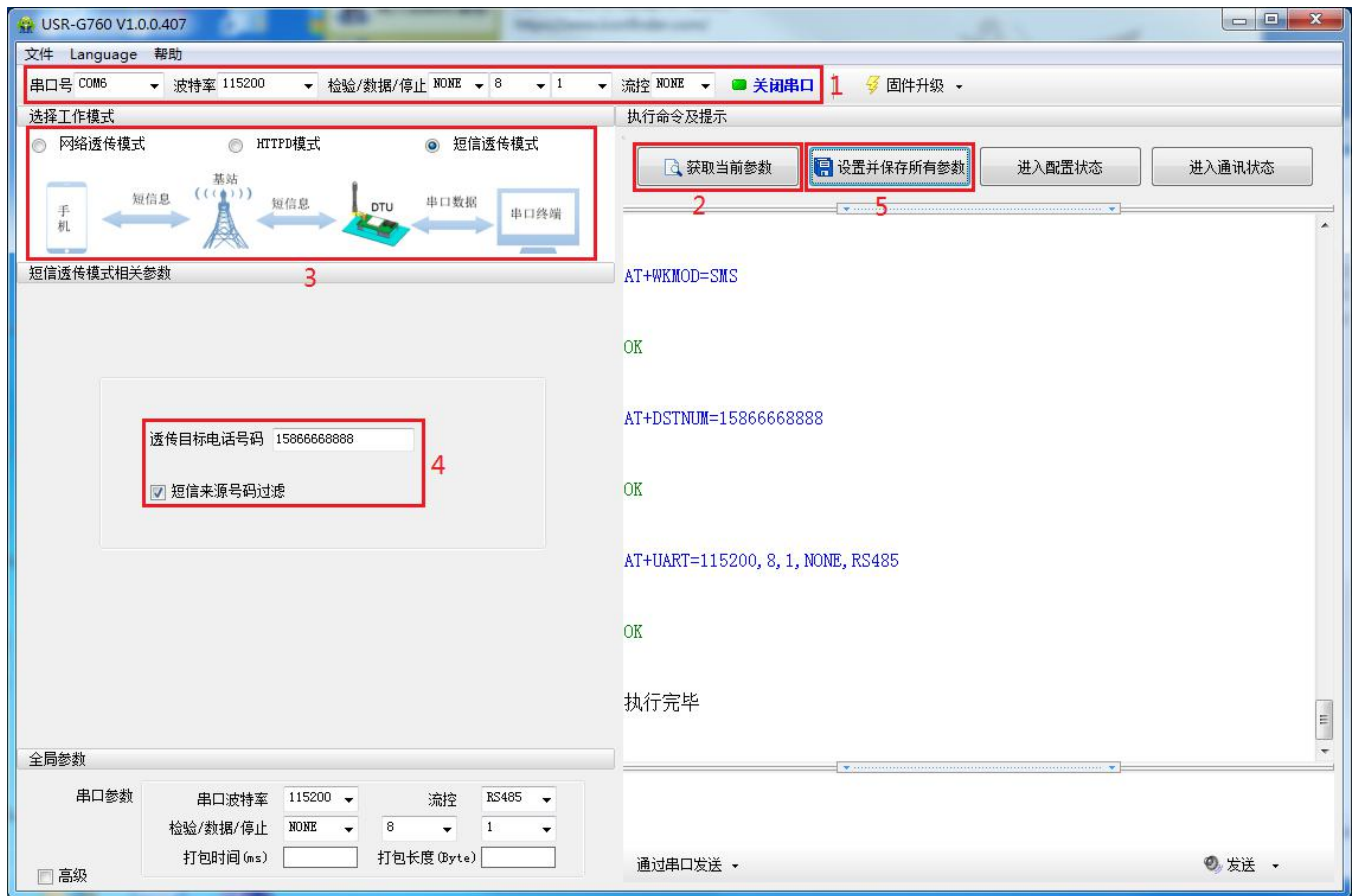 USR-G760 V1.0.0.407
文件 Language 帮助
串口号 COM6 波特率 115200 检验/数据/停止 NONE 8 1 流控 NONE 关闭串口 1 固件升级
选择工作模式
网络透传模式 HTTPD模式 短信透传模式
手机 短信息 基站 短信息 DTU 串口数据 串口终端
3
短信透传模式相关参数
透传目标电话号码 15866668888
短信来源号码过滤
4
全局参数
串口参数 串口波特率 115200 流控 RS485
检验/数据/停止 NONE 8 1
打包时间(ms) 打包长度(Byte)
高级
执行命令及提示
获取当前参数 设置并保存所有参数 进入配置状态 进入通讯状态
2 5
AT+WKMOD=SMS
OK
AT+DSTNUM=15866668888
OK
AT+UART=115200,8,1,NONE,RS485
OK
执行完毕
通过串口发送 发送